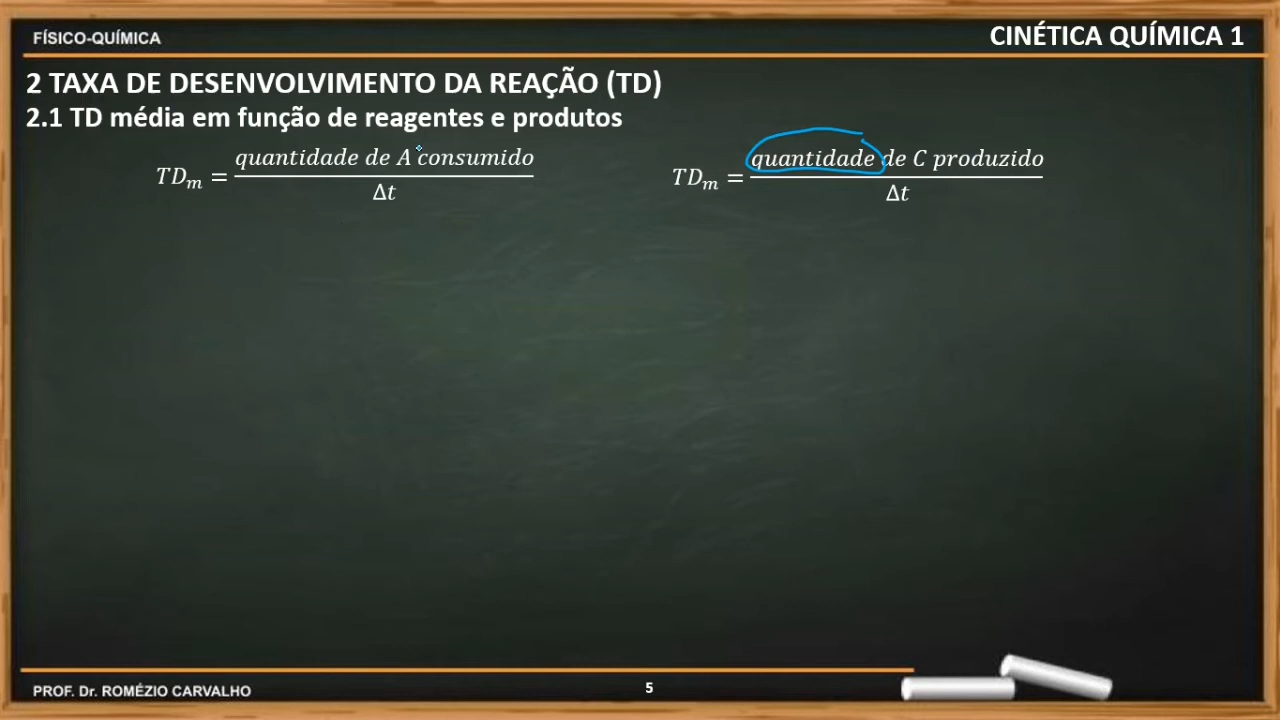 FÍSICO-QUÍMICA
CINÉTICA QUÍMICA 1
2 TAXA DE DESENVOLVIMENTO DA REAÇÃO (TD)
2.1 TD média em função de reagentes e produtos
TDₘ = quantidade de A consumido / Δt
TDₘ = quantidade de C produzido / Δt
PROF. Dr. ROMÉZIO CARVALHO
5